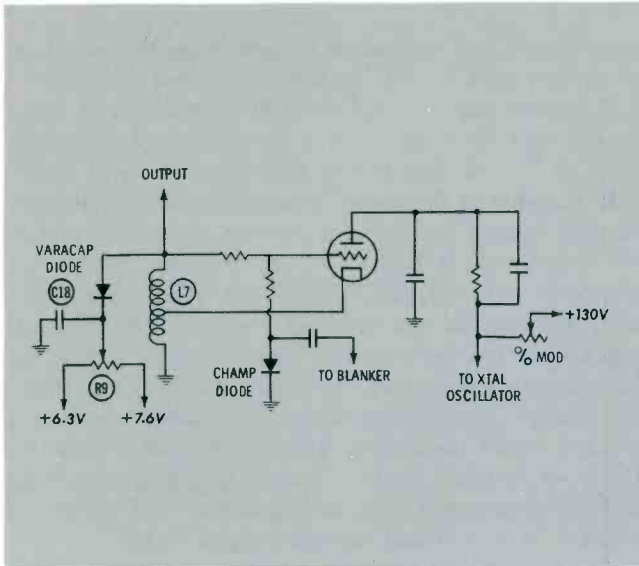 OUTPUT
VARACAP
DIODE
C18
L7
+130V
% MOD
CHAMP
DIODE
TO BLANKER
TO XTAL
OSCILLATOR
R9
+6.3V
+7.6V